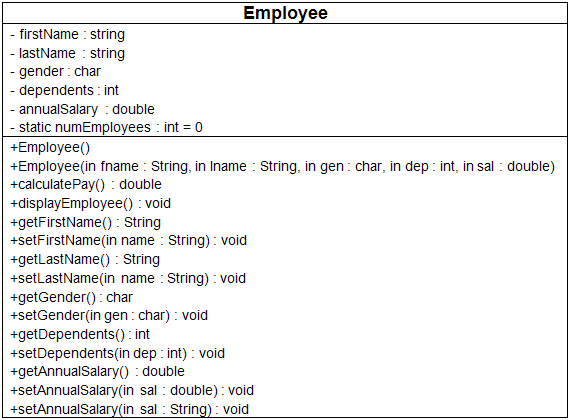 Employee
- firstName : string
- lastName : string
- gender : char
- dependents : int
- annualSalary : double
- static numEmployees : int = 0
+Employee()
+Employee(in fname : String, in lname : String, in gen : char, in dep : int, in sal : double)
+calculatePay() : double
+displayEmployee() : void
+getFirstName() : String
+setFirstName(in name : String) : void
+getLastName() : String
+setLastName(in name : String) : void
+getGender() : char
+setGender(in gen : char) : void
+getDependents() : int
+setDependents(in dep : int) : void
+getAnnualSalary() : double
+setAnnualSalary(in sal : double) : void
+setAnnualSalary(in sal : String) : void